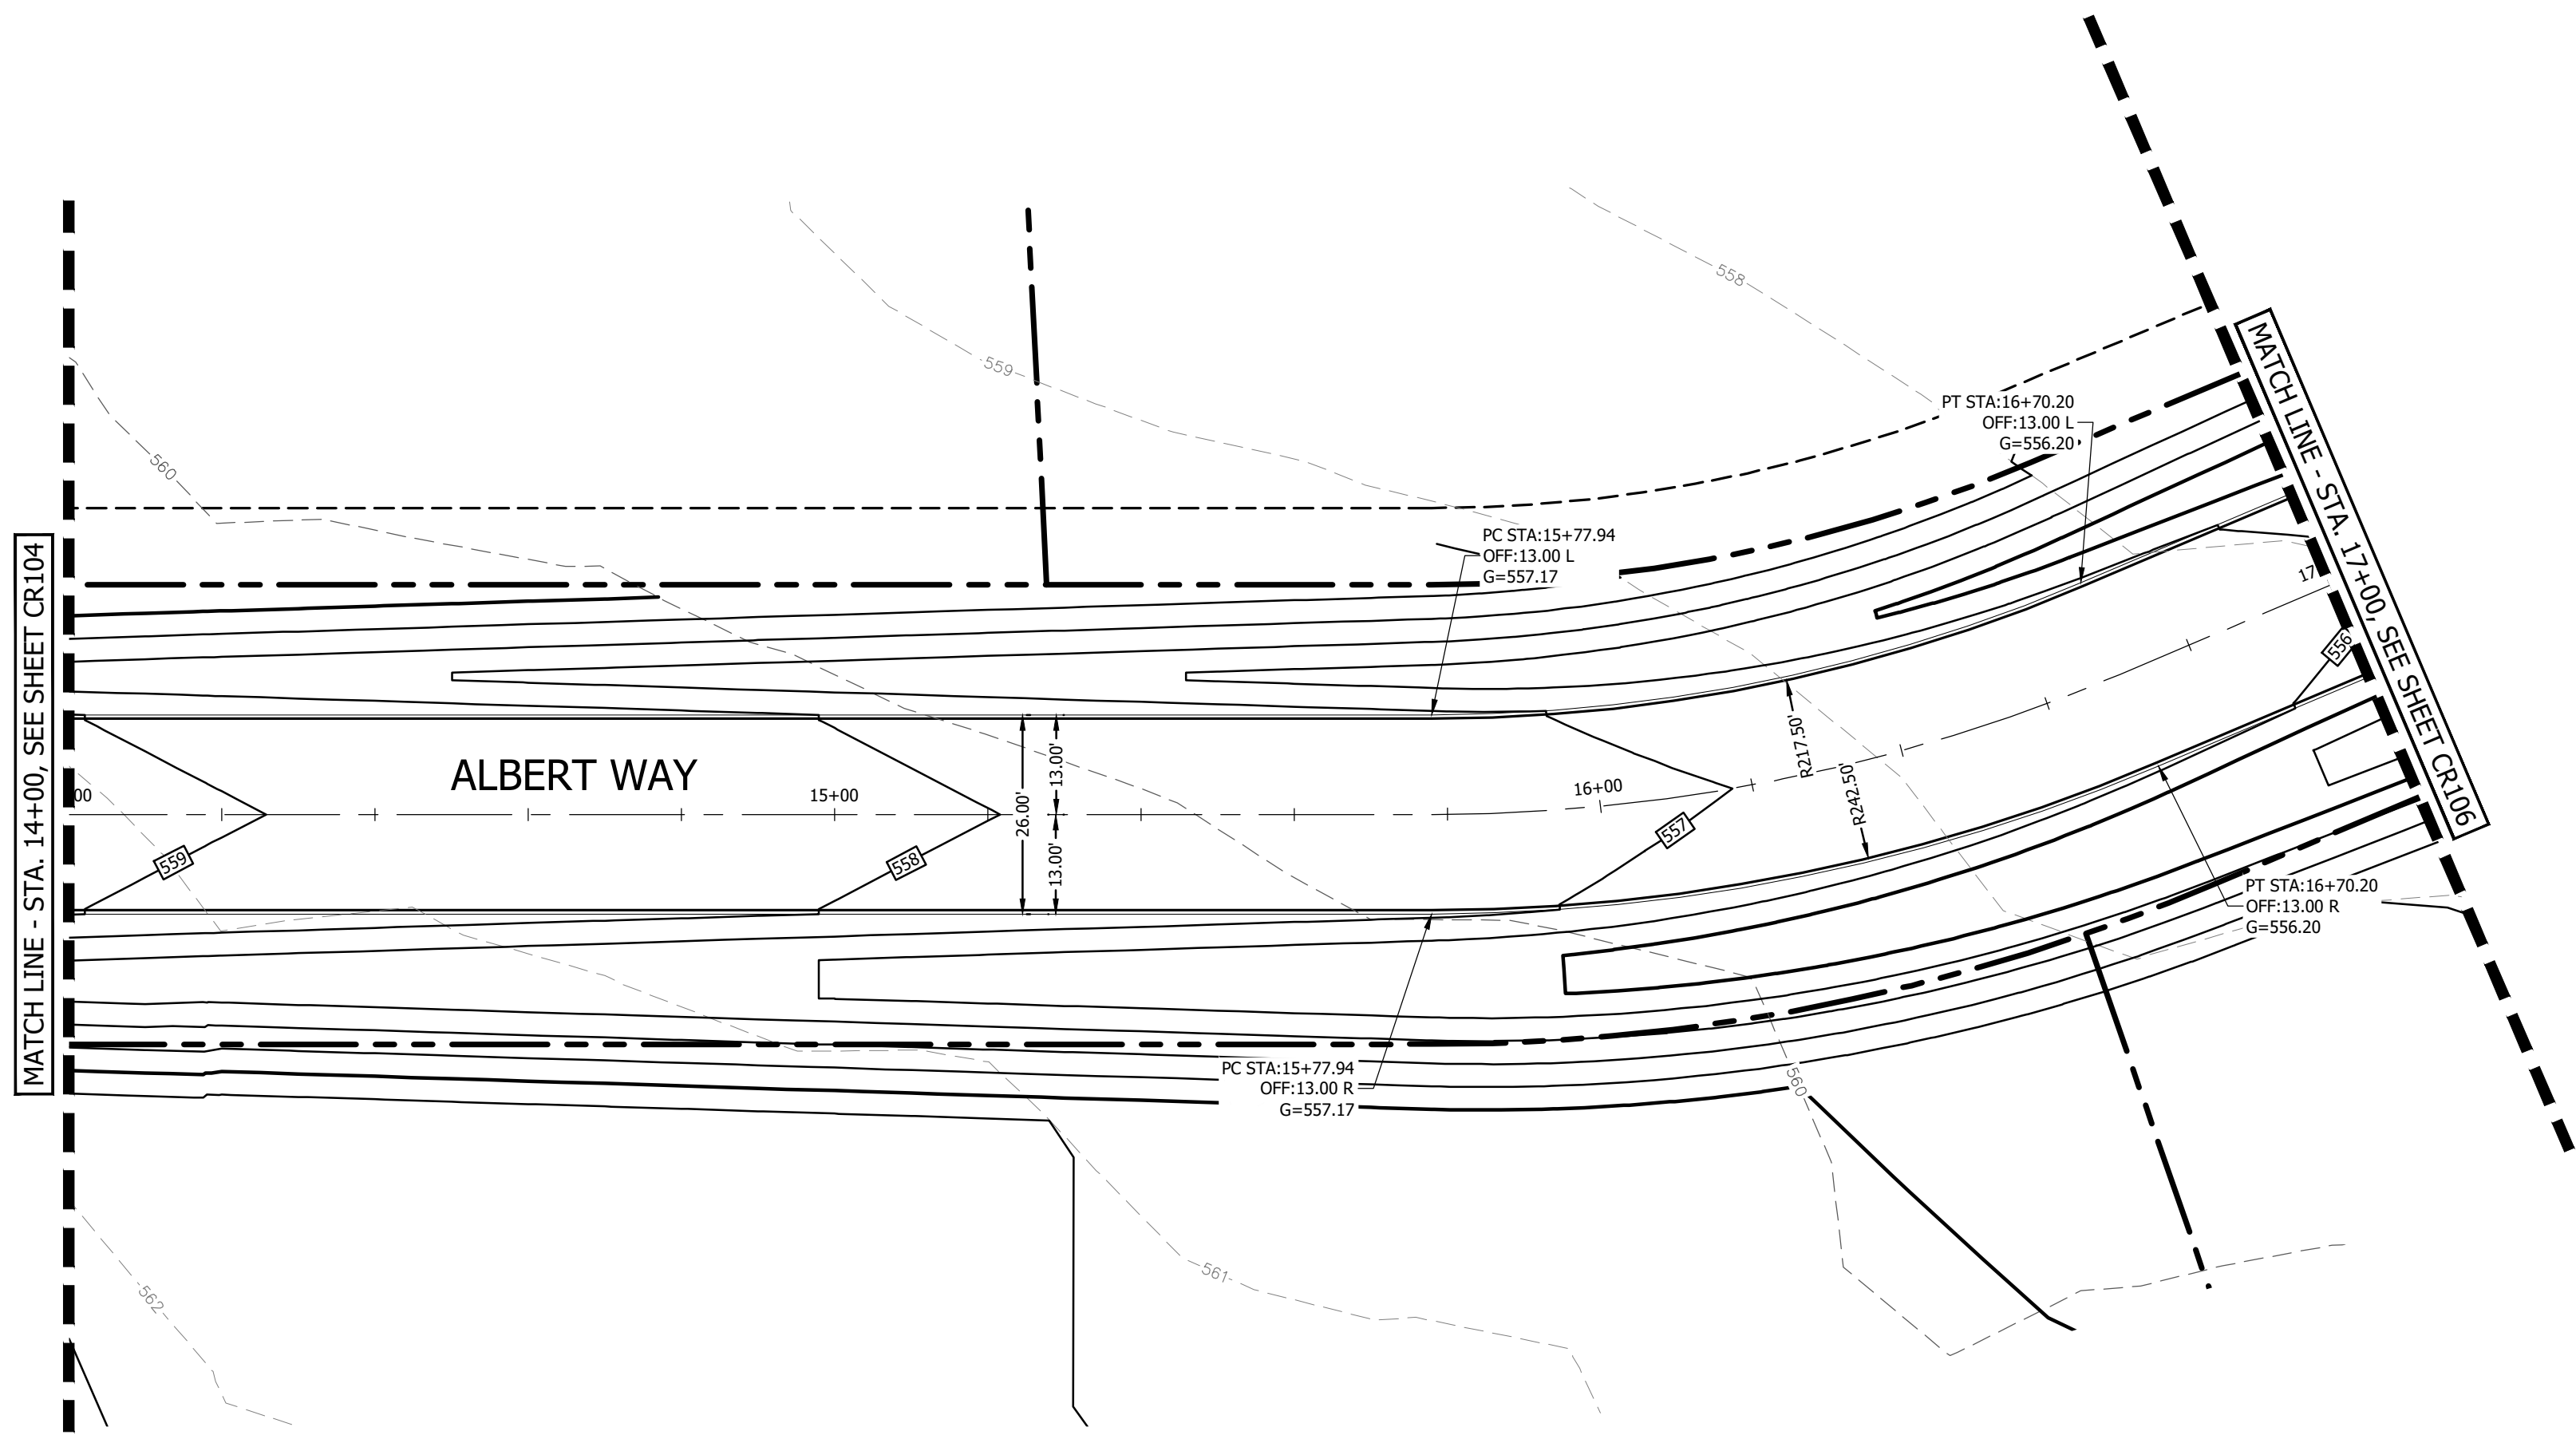 MATCH LINE - STA. 14+00, SEE SHEET CR104
MATCH LINE - STA. 17+00, SEE SHEET CR106
558
559
560
PT STA:16+70.20
OFF:13.00 L
G=556.20
PC STA:15+77.94
OFF:13.00 L
G=557.17
17
556
ALBERT WAY
00
15+00
16+00
26.00'
13.00'
13.00'
R217.50'
R242.50'
559
558
557
PT STA:16+70.20
OFF:13.00 R
G=556.20
PC STA:15+77.94
OFF:13.00 R
G=557.17
560
561
562